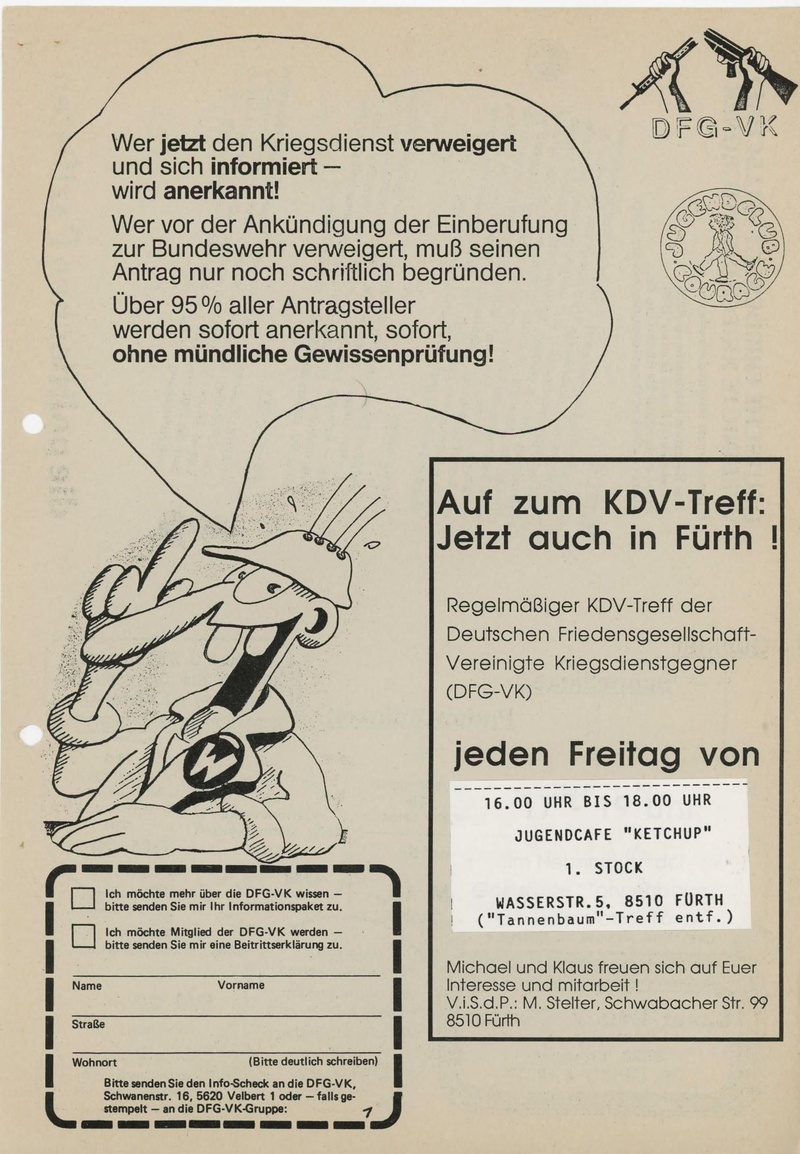 Wer jetzt den Kriegsdienst verweigert
und sich informiert —
wird anerkannt!
Wer vor der Ankündigung der Einberufung
zur Bundeswehr verweigert, muß seinen
Antrag nur noch schriftlich begründen.
Über 95% aller Antragsteller
werden sofort anerkannt, sofort,
ohne mündliche Gewissenprüfung!
DFG-VK
JUGENDCLUB
COURAGE
Auf zum KDV-Treff:
Jetzt auch in Fürth !
Regelmäßiger KDV-Treff der
Deutschen Friedensgesellschaft-
Vereinigte Kriegsdienstgegner
(DFG-VK)
jeden Freitag von
16.00 UHR BIS 18.00 UHR
JUGENDCAFE "KETCHUP"
1. STOCK
WASSERSTR.5, 8510 FÜRTH
("Tannenbaum"-Treff entf.)
Michael und Klaus freuen sich auf Euer
Interesse und mitarbeit !
V.i.S.d.P.: M. Stelter, Schwabacher Str. 99
8510 Fürth
Ich möchte mehr über die DFG-VK wissen —
bitte senden Sie mir Ihr Informationspaket zu.
Ich möchte Mitglied der DFG-VK werden —
bitte senden Sie mir eine Beitrittserklärung zu.
Name Vorname
Straße
Wohnort (Bitte deutlich schreiben)
Bitte senden Sie den Info-Scheck an die DFG-VK,
Schwanenstr. 16, 5620 Velbert 1 oder — falls ge-
stempelt — an die DFG-VK-Gruppe: 1